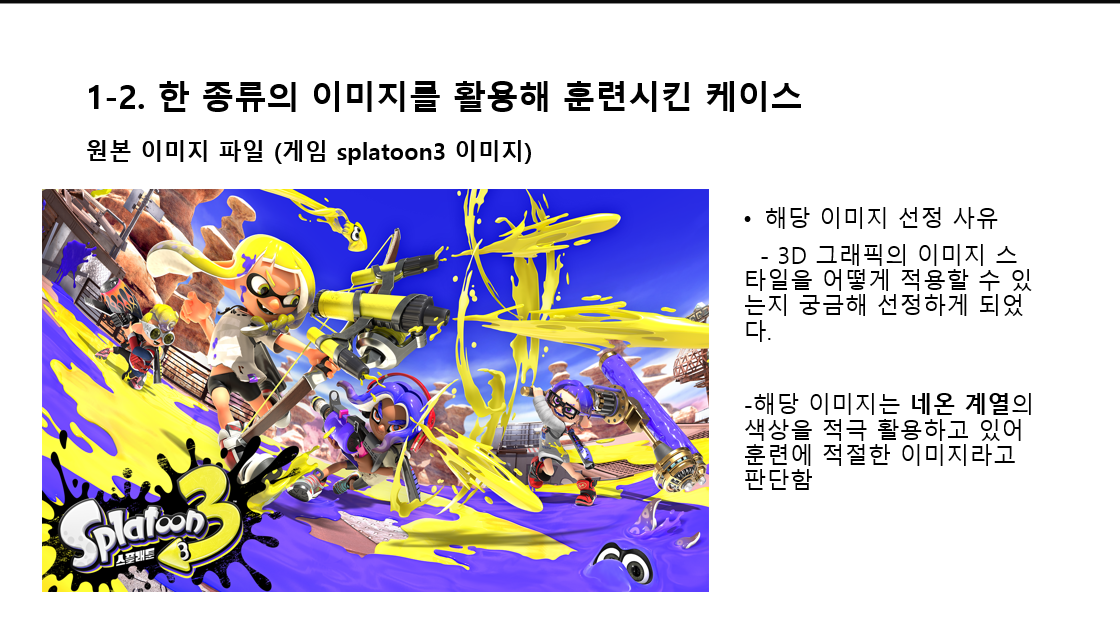 1-2. 한 종류의 이미지를 활용해 훈련시킨 케이스
원본 이미지 파일 (게임 splatoon3 이미지)
Splatoon 3
스플래툰 3
• 해당 이미지 선정 사유
- 3D 그래픽의 이미지 스
타일을 어떻게 적용할 수 있
는지 궁금해 선정하게 되었
다.
-해당 이미지는 네온 계열의
색상을 적극 활용하고 있어
훈련에 적절한 이미지라고
판단함